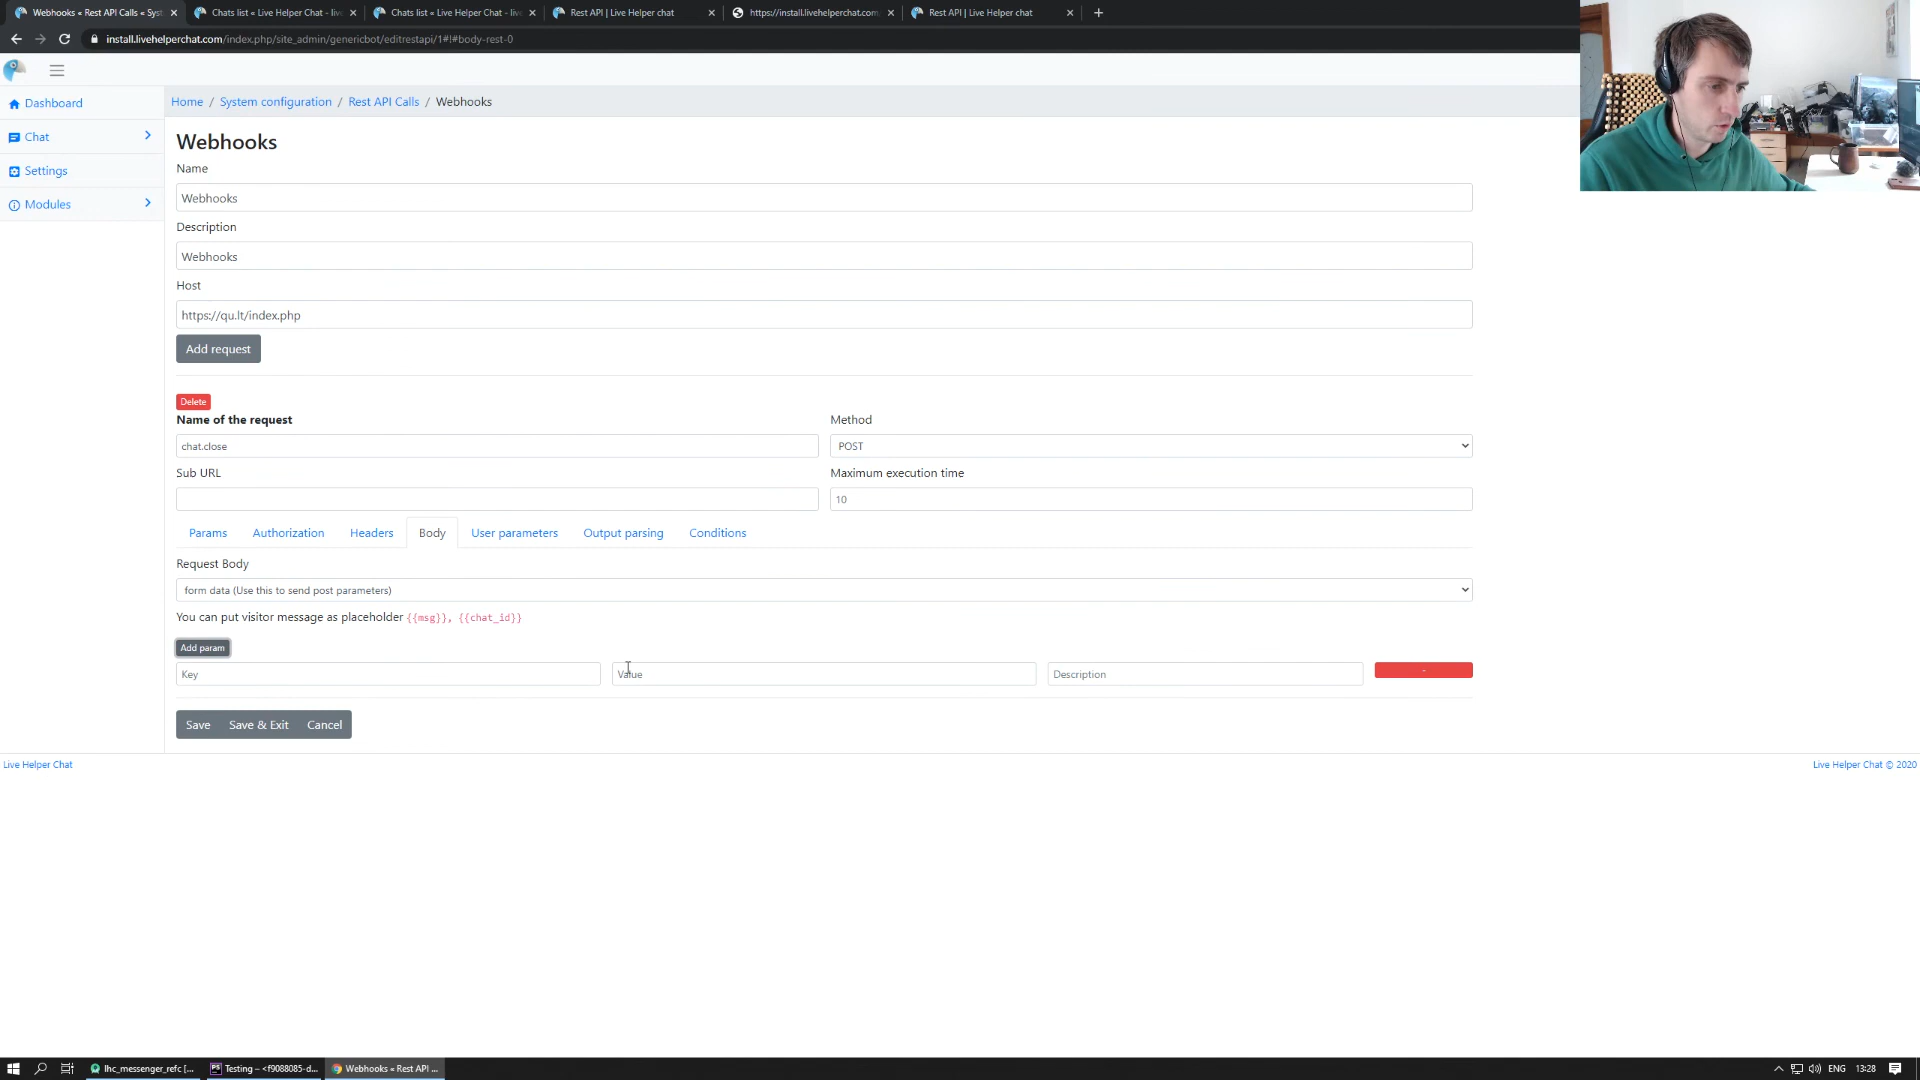 Webhooks « Rest API Calls « Syst
Chats list « Live Helper Chat - liv
Chats list « Live Helper Chat - live
Rest API | Live Helper chat
https://install.livehelperchat.com
Rest API | Live Helper chat
install.livehelperchat.com/index.php/site_admin/genericbot/editrestapi/1#!#body-rest-0
Dashboard
Chat
Settings
Modules
Home / System configuration / Rest API Calls / Webhooks
Webhooks
Name
Webhooks
Description
Webhooks
Host
https://qu.lt/index.php
Add request
Delete
Name of the request
Method
chat.close
POST
Sub URL
Maximum execution time
10
Params Authorization Headers Body User parameters Output parsing Conditions
Request Body
form data (Use this to send post parameters)
You can put visitor message as placeholder {{msg}}, {{chat_id}}
Add param
Key
Value
Description
-
Save Save & Exit Cancel
Live Helper Chat
Live Helper Chat © 2020
lhc_messenger_refc [...
Testing – <f9088085-d...
Webhooks « Rest API ...
ENG
13:28